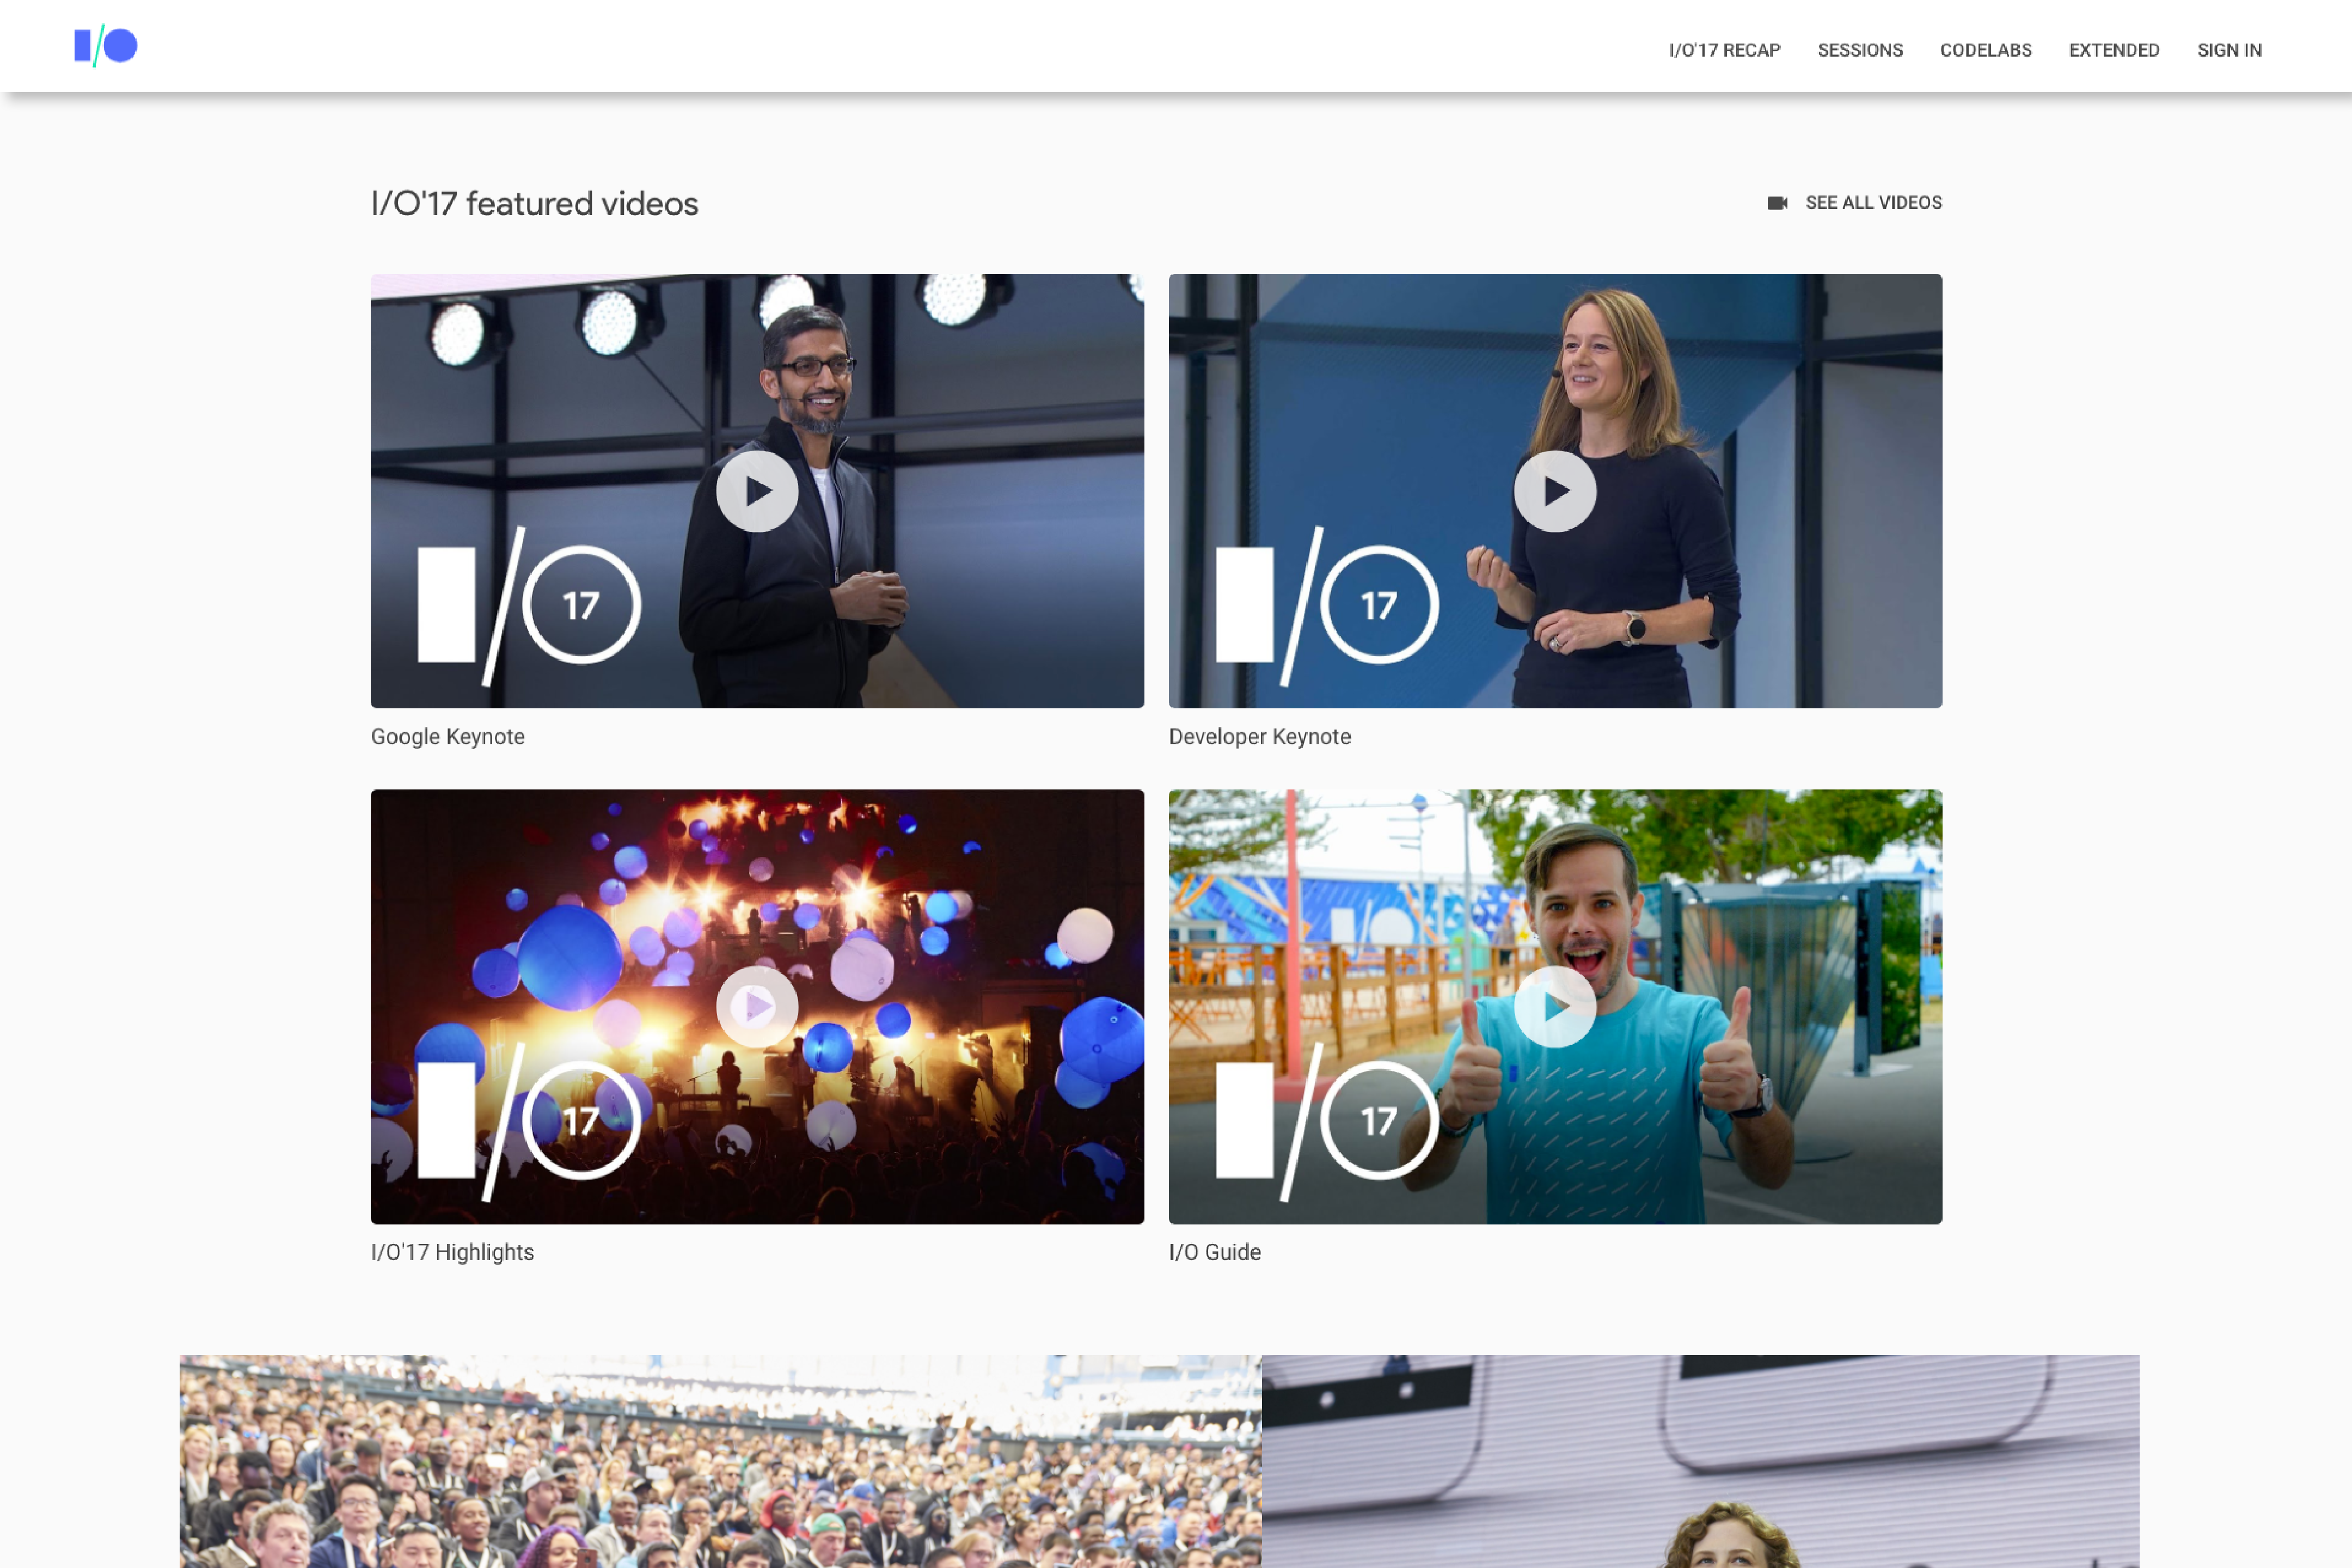 I/O
I/O'17 RECAP SESSIONS CODELABS EXTENDED SIGN IN
I/O'17 featured videos
SEE ALL VIDEOS
I/O 17
I/O 17
Google Keynote
Developer Keynote
I/O
I/O 17
I/O 17
I/O'17 Highlights
I/O Guide